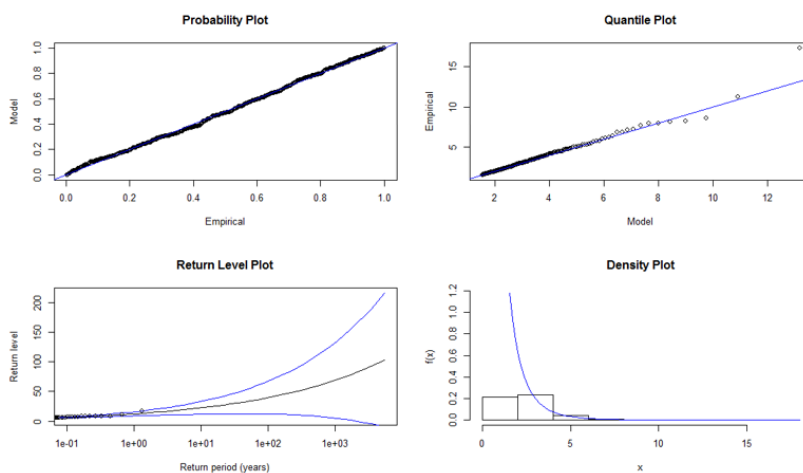 Probability Plot
Model
0.0 0.2 0.4 0.6 0.8 1.0
0.0 0.2 0.4 0.6 0.8 1.0
Empirical
Quantile Plot
Empirical
5 10 15
2 4 6 8 10 12
Model
Return Level Plot
Return level
0 50 100 150 200
1e-01 1e+00 1e+01 1e+02 1e+03
Return period (years)
Density Plot
f(x)
0.0 0.2 0.4 0.6 0.8 1.0 1.2
0 5 10 15
x